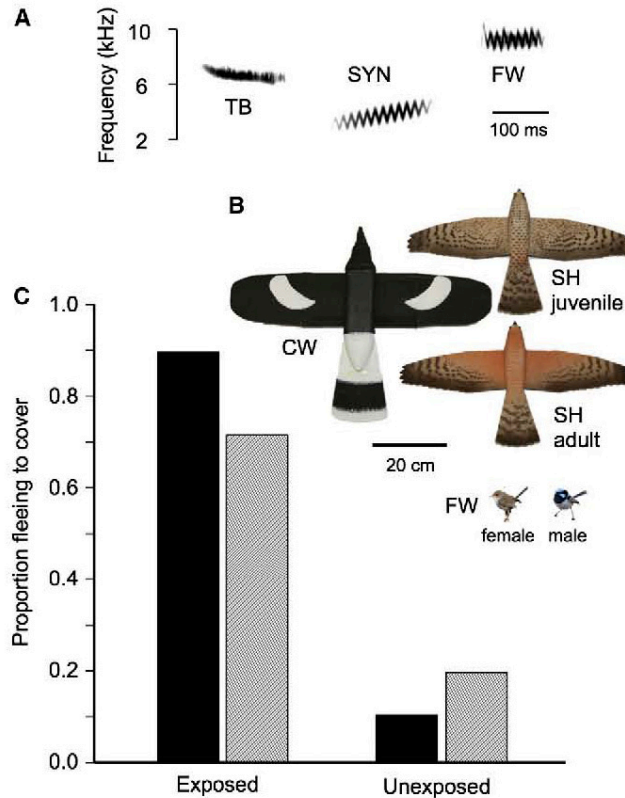 A
Frequency (kHz)
10
6
2
TB
SYN
FW
100 ms
B
CW
SH
juvenile
SH
adult
20 cm
FW
female
male
C
Proportion fleeing to cover
1.0
0.8
0.6
0.4
0.2
0.0
Exposed
Unexposed